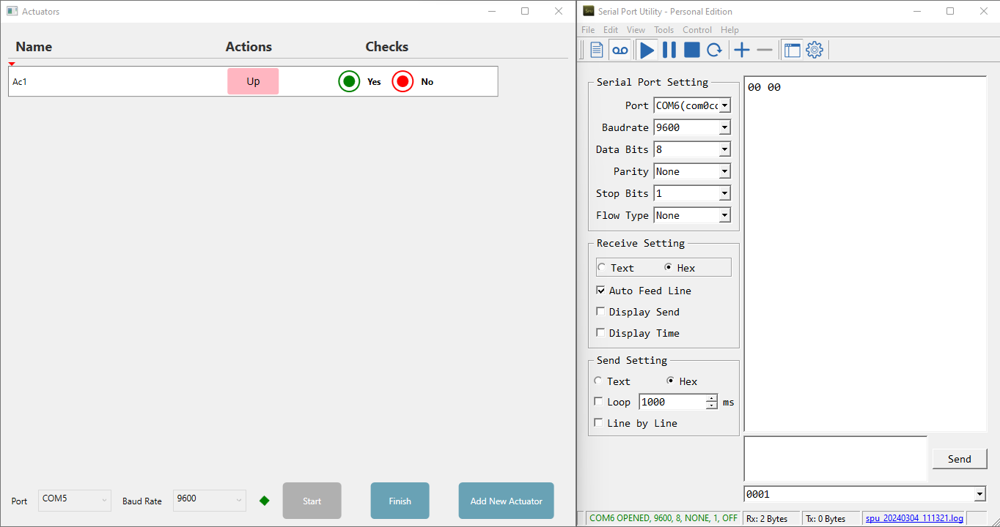 Actuators
Name Actions Checks
Ac1 Up Yes No
Port COM5 Baud Rate 9600 Start Finish Add New Actuator
Serial Port Utility - Personal Edition
File Edit View Tools Control Help
Serial Port Setting
Port COM6(com0co
Baudrate 9600
Data Bits 8
Parity None
Stop Bits 1
Flow Type None
Receive Setting
Text Hex
Auto Feed Line
Display Send
Display Time
Send Setting
Text Hex
Loop 1000 ms
Line by Line
00 00
Send
0001
COM6 OPENED, 9600, 8, NONE, 1, OFF Rx: 2 Bytes Tx: 0 Bytes spu_20240304_111321.log